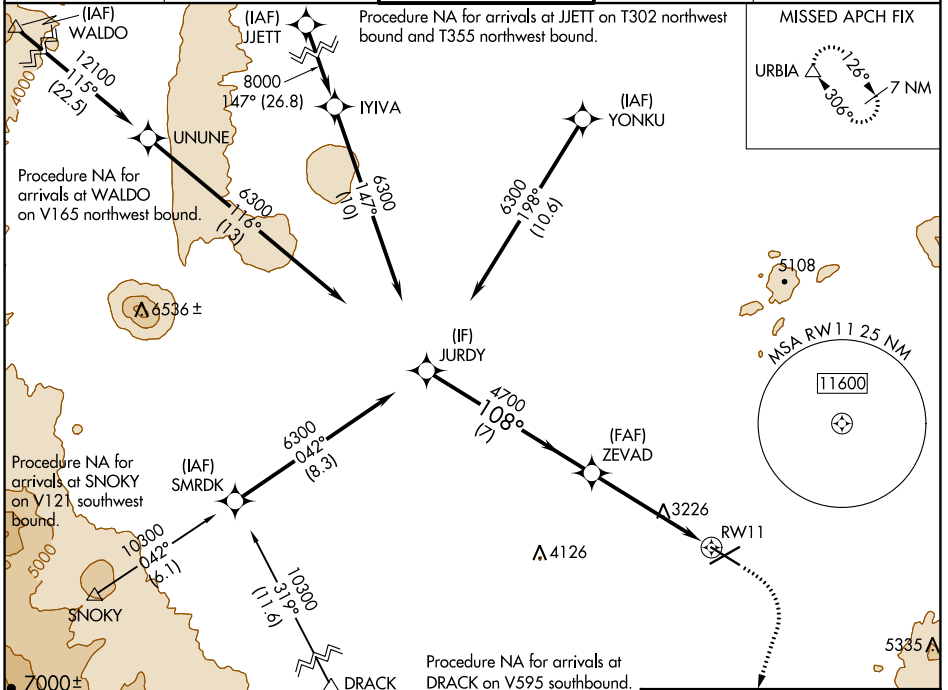 (IAF)
WALDO
(IAF)
JJETT
Procedure NA for arrivals at JJETT on T302 northwest
bound and T355 northwest bound.
MISSED APCH FIX
URBIA
126°
306°
7 NM
4000
12100
115°
(22.5)
8000
147° (26.8)
IYIVA
(IAF)
YONKU
UNUNE
Procedure NA for
arrivals at WALDO
on V165 northwest bound.
6300
116°
(13)
6300
147°
(10)
6300
198°
(10.6)
5108
6536 ±
(IF)
JURDY
MSA RW11 25 NM
11600
4700
108°
(7)
(FAF)
ZEVAD
6300
042°
(8.3)
Procedure NA for
arrivals at SNOKY
on V121 southwest
bound.
(IAF)
SMRDK
3226
RW11
4126
5000
10300
042°
(6.1)
SNOKY
10300
319°
(11.6)
5335
7000 ±
DRACK
Procedure NA for arrivals at
DRACK on V595 southbound.